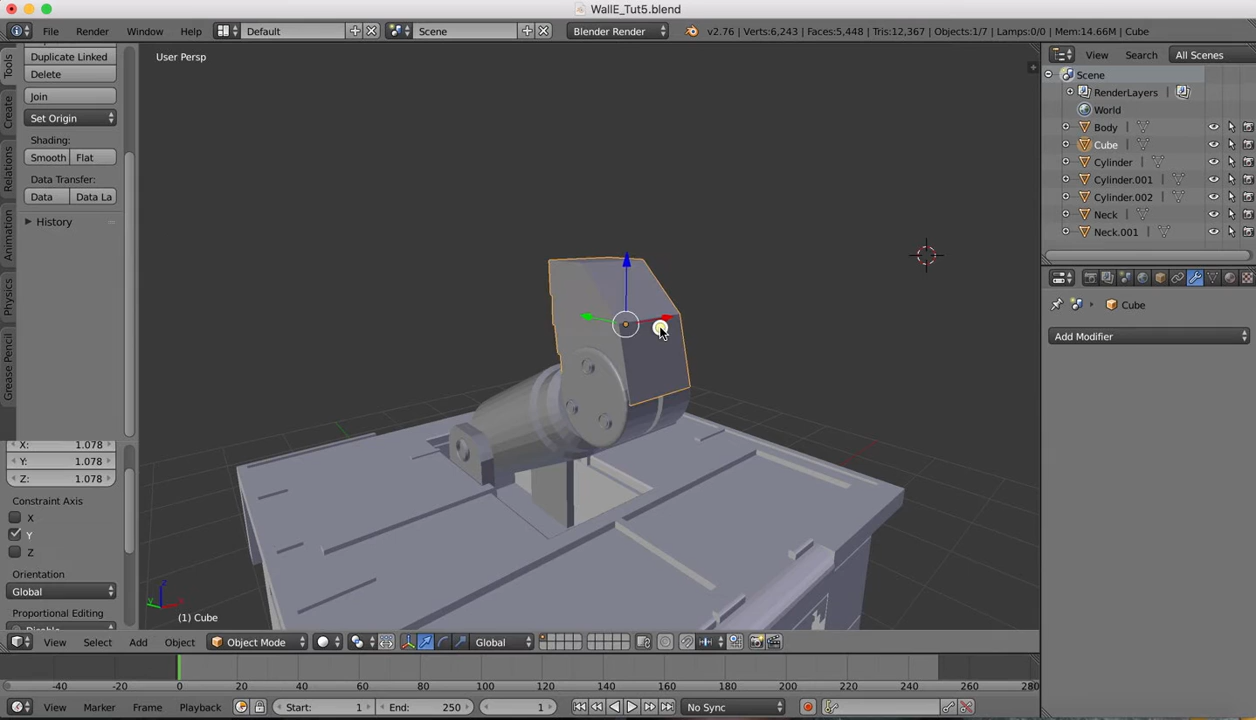 WallE_Tut5.blend
File Render Window Help Default Scene Blender Render v2.76 | Verts:6,243 | Faces:5,448 | Tris:12,367 | Objects:1/7 | Lamps:0/0 | Mem:14.66M | Cube
Duplicate Linked
Delete
Join
Set Origin
Shading:
Smooth Flat
Data Transfer:
Data Data La
History
Tools
Create
Relations
Animation
Physics
Grease Pencil
X: 1.078
Y: 1.078
Z: 1.078
Constraint Axis
X
Y
Z
Orientation
Global
Proportional Editing
User Persp
(1) Cube
View Search All Scenes
Scene
RenderLayers
World
Body
Cube
Cylinder
Cylinder.001
Cylinder.002
Neck
Neck.001
Cube
Add Modifier
View Select Add Object Object Mode Global
-40 -20 0 20 40 60 80 100 120 140 160 180 200 220 240 260 280
View Marker Frame Playback Start: 1 End: 250 1 No Sync